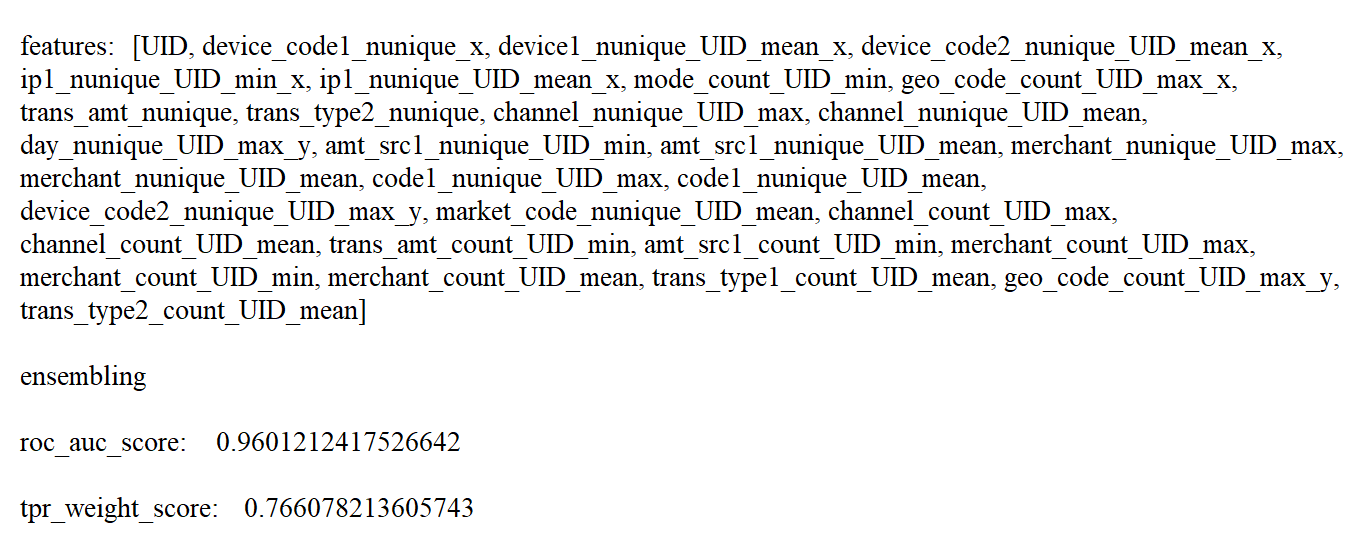 features: [UID, device_code1_nunique_x, device1_nunique_UID_mean_x, device_code2_nunique_UID_mean_x,
ip1_nunique_UID_min_x, ip1_nunique_UID_mean_x, mode_count_UID_min, geo_code_count_UID_max_x,
trans_amt_nunique, trans_type2_nunique, channel_nunique_UID_max, channel_nunique_UID_mean,
day_nunique_UID_max_y, amt_src1_nunique_UID_min, amt_src1_nunique_UID_mean, merchant_nunique_UID_max,
merchant_nunique_UID_mean, code1_nunique_UID_max, code1_nunique_UID_mean,
device_code2_nunique_UID_max_y, market_code_nunique_UID_mean, channel_count_UID_max,
channel_count_UID_mean, trans_amt_count_UID_min, amt_src1_count_UID_min, merchant_count_UID_max,
merchant_count_UID_min, merchant_count_UID_mean, trans_type1_count_UID_mean, geo_code_count_UID_max_y,
trans_type2_count_UID_mean]
ensembling
roc_auc_score: 0.9601212417526642
tpr_weight_score: 0.766078213605743